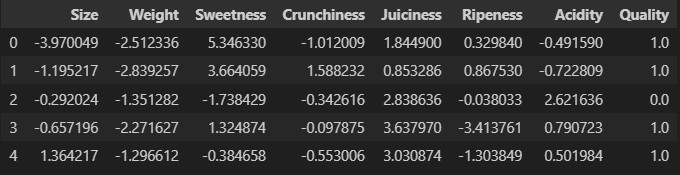 Size Weight Sweetness Crunchiness Juiciness Ripeness Acidity Quality
0 -3.970049 -2.512336 5.346330 -1.012009 1.844900 0.329840 -0.491590 1.0
1 -1.195217 -2.839257 3.664059 1.588232 0.853286 0.867530 -0.722809 1.0
2 -0.292024 -1.351282 -1.738429 -0.342616 2.838636 -0.038033 2.621636 0.0
3 -0.657196 -2.271627 1.324874 -0.097875 3.637970 -3.413761 0.790723 1.0
4 1.364217 -1.296612 -0.384658 -0.553006 3.030874 -1.303849 0.501984 1.0